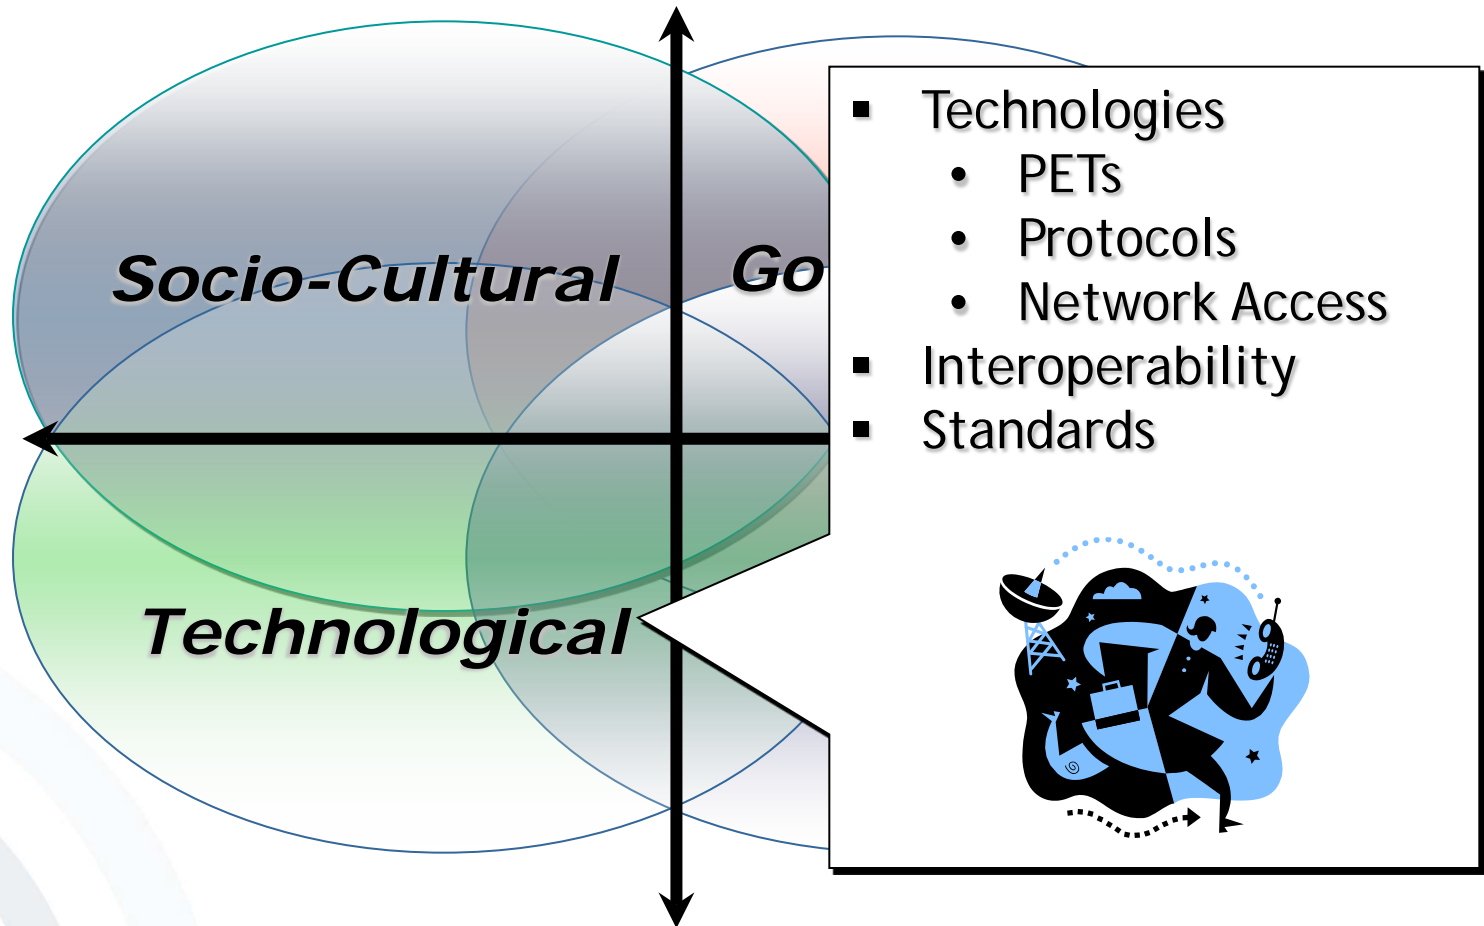 Socio-Cultural
Go
Technological
▪ Technologies
• PETs
• Protocols
• Network Access
▪ Interoperability
▪ Standards